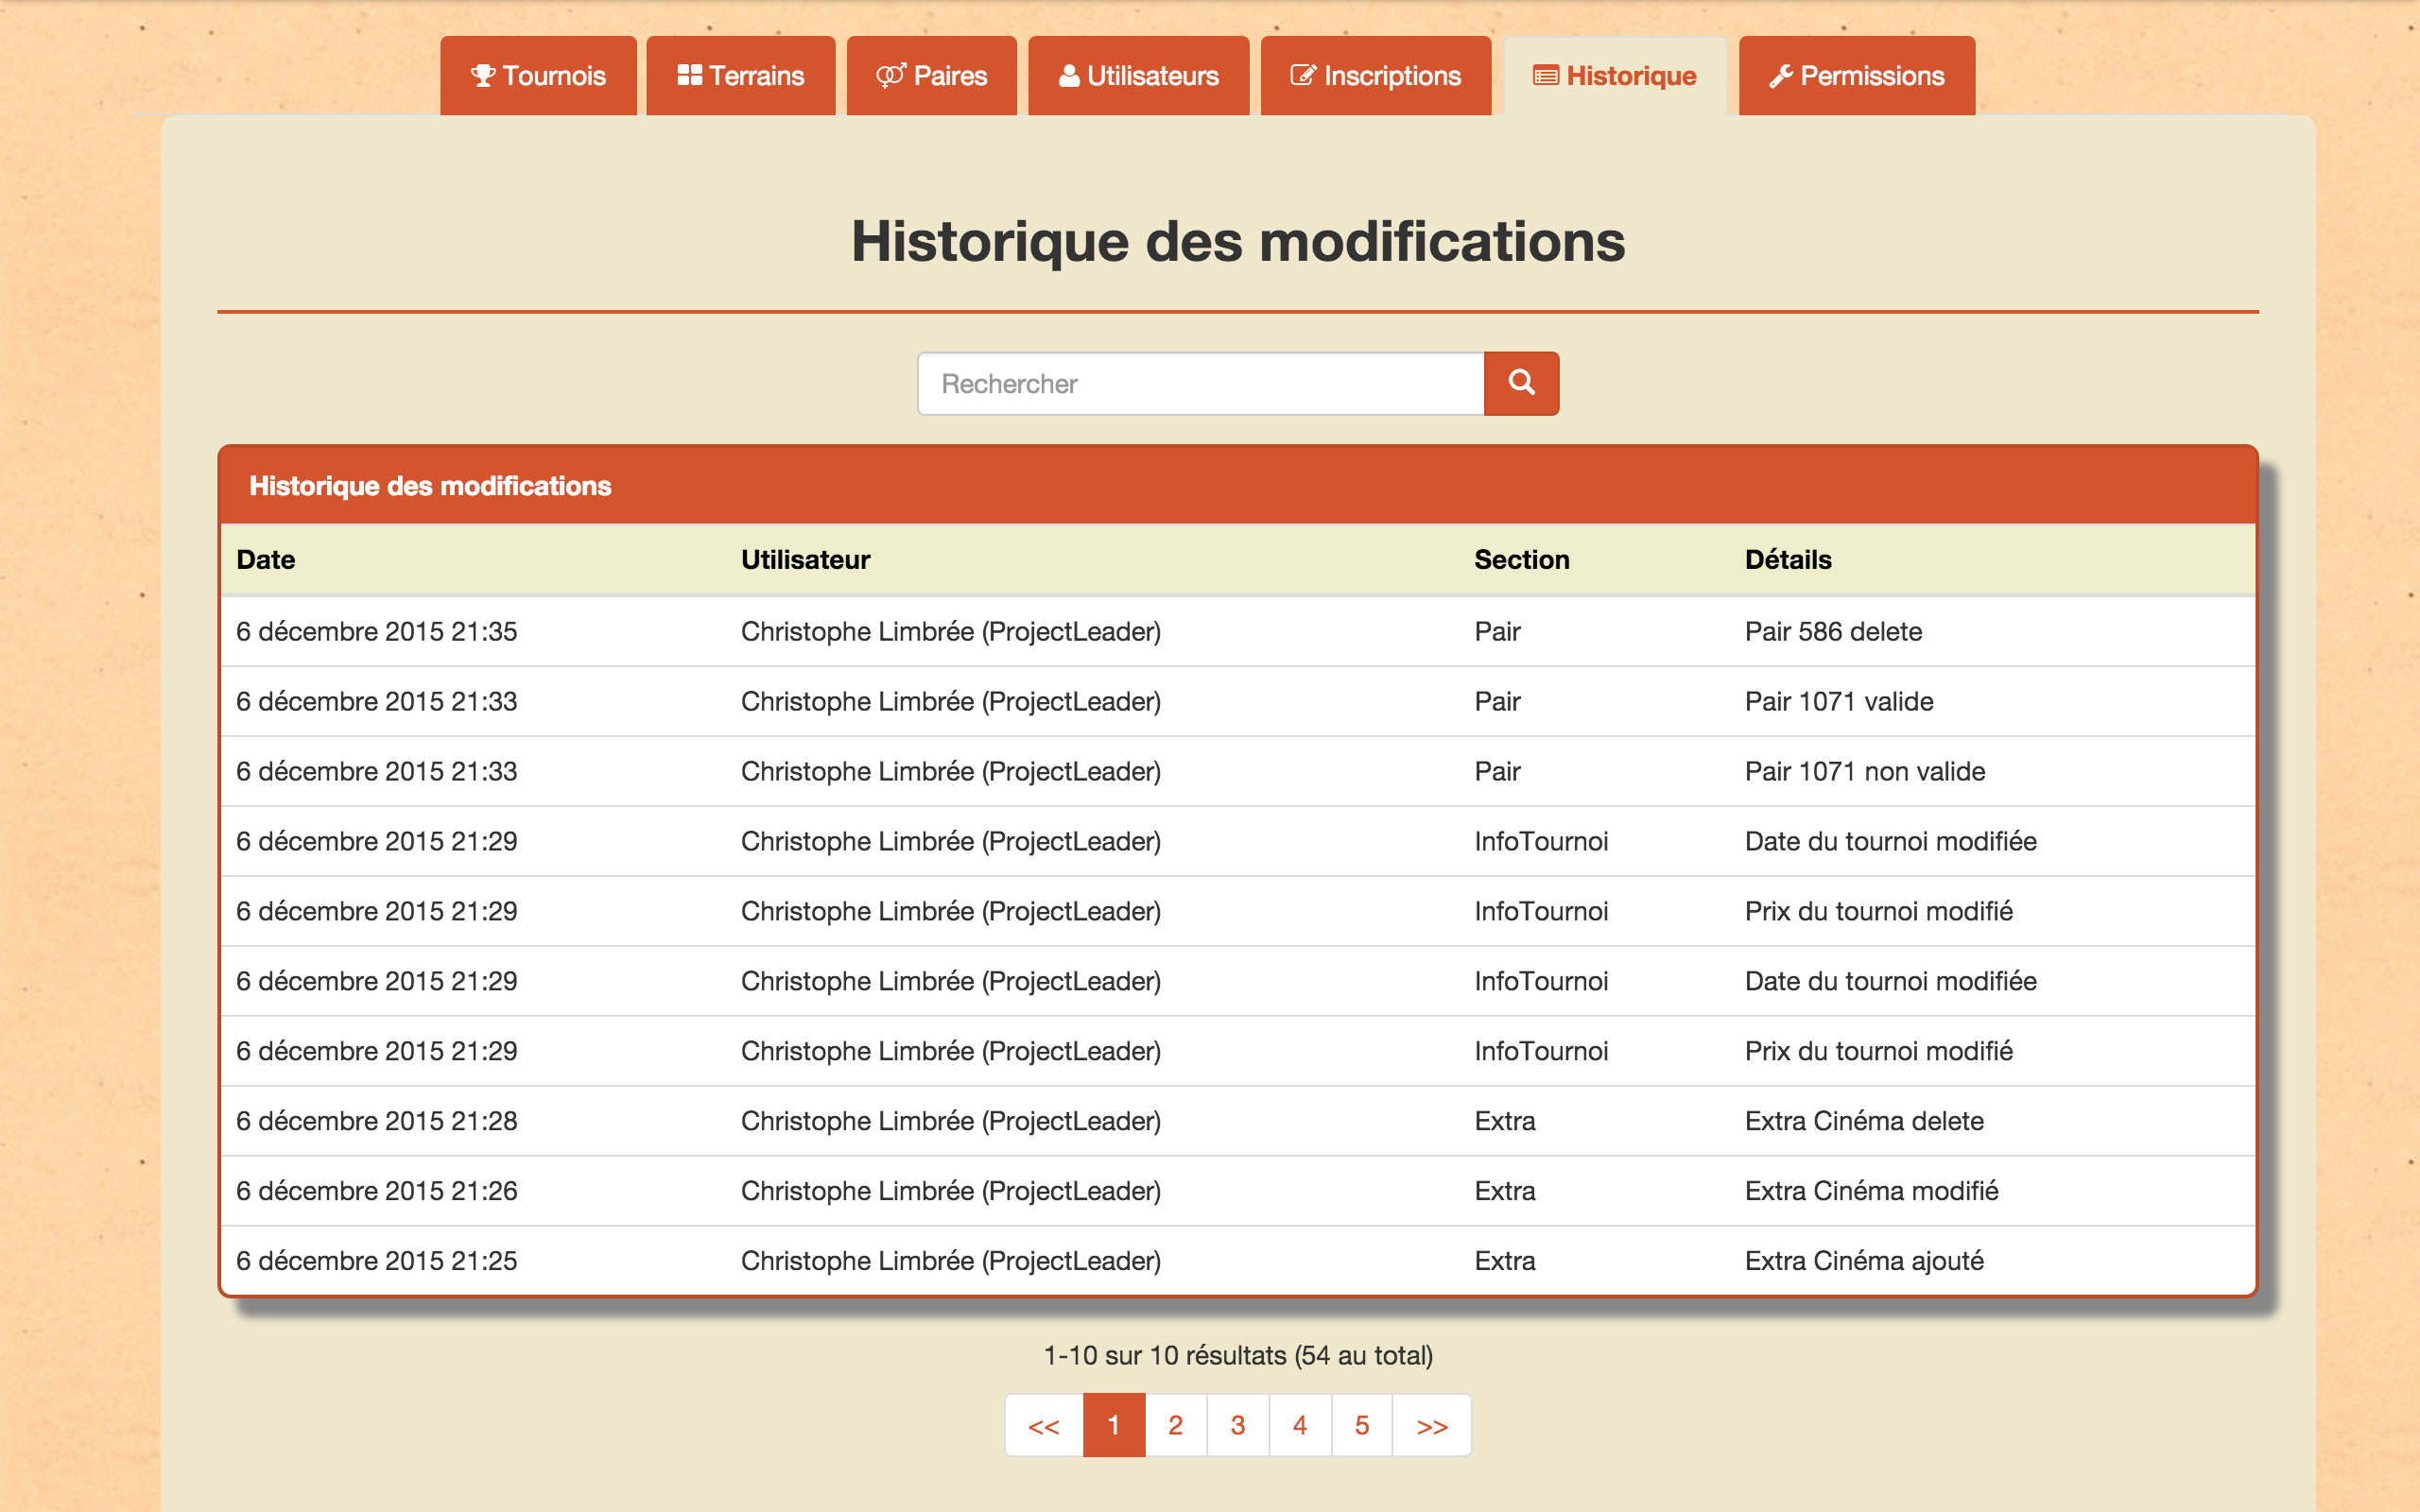 Tournois Terrains Paires Utilisateurs Inscriptions Historique Permissions
Historique des modifications
Rechercher
Historique des modifications
Date Utilisateur Section Détails
6 décembre 2015 21:35 Christophe Limbrée (ProjectLeader) Pair Pair 586 delete
6 décembre 2015 21:33 Christophe Limbrée (ProjectLeader) Pair Pair 1071 valide
6 décembre 2015 21:33 Christophe Limbrée (ProjectLeader) Pair Pair 1071 non valide
6 décembre 2015 21:29 Christophe Limbrée (ProjectLeader) InfoTournoi Date du tournoi modifiée
6 décembre 2015 21:29 Christophe Limbrée (ProjectLeader) InfoTournoi Prix du tournoi modifié
6 décembre 2015 21:29 Christophe Limbrée (ProjectLeader) InfoTournoi Date du tournoi modifiée
6 décembre 2015 21:29 Christophe Limbrée (ProjectLeader) InfoTournoi Prix du tournoi modifié
6 décembre 2015 21:28 Christophe Limbrée (ProjectLeader) Extra Extra Cinéma delete
6 décembre 2015 21:26 Christophe Limbrée (ProjectLeader) Extra Extra Cinéma modifié
6 décembre 2015 21:25 Christophe Limbrée (ProjectLeader) Extra Extra Cinéma ajouté
1-10 sur 10 résultats (54 au total)
<< 1 2 3 4 5 >>